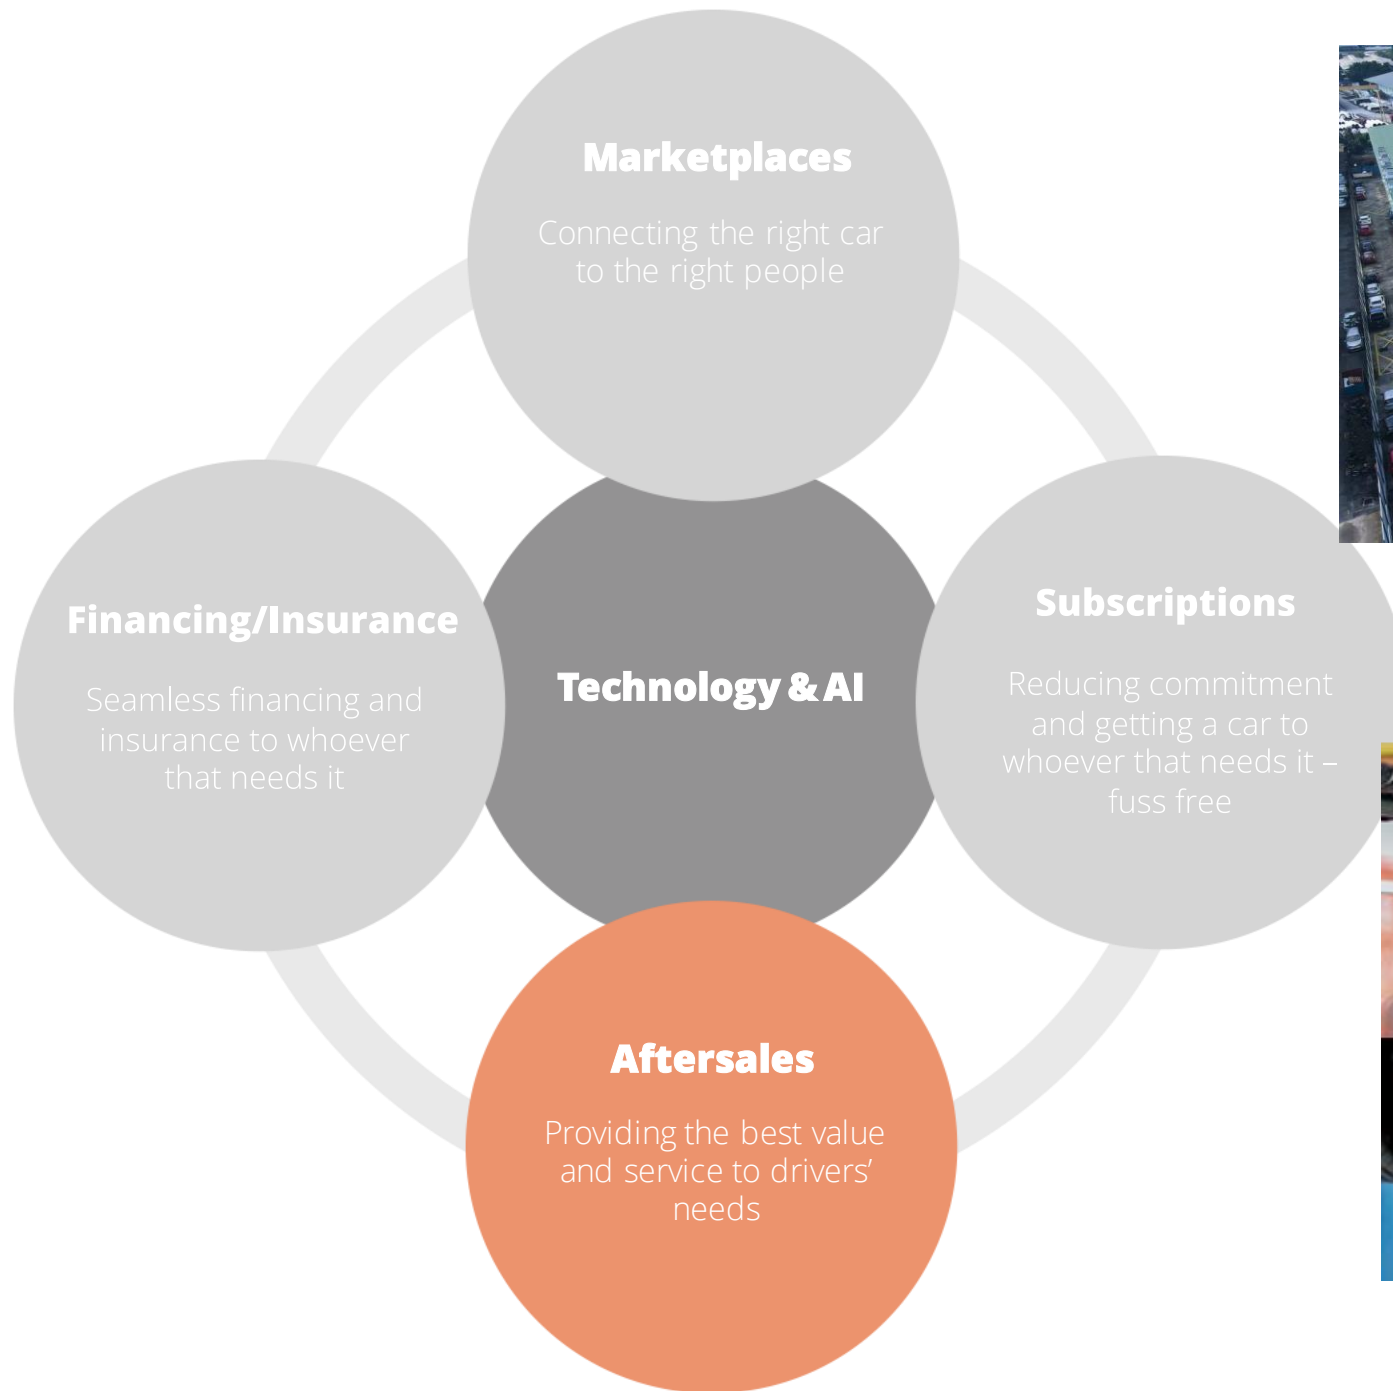 Marketplaces
Connecting the right car
to the right people
Financing/Insurance
Seamless financing and
insurance to whoever
that needs it
Technology & AI
Subscriptions
Reducing commitment
and getting a car to
whoever that needs it –
fuss free
Aftersales
Providing the best value
and service to drivers’
needs